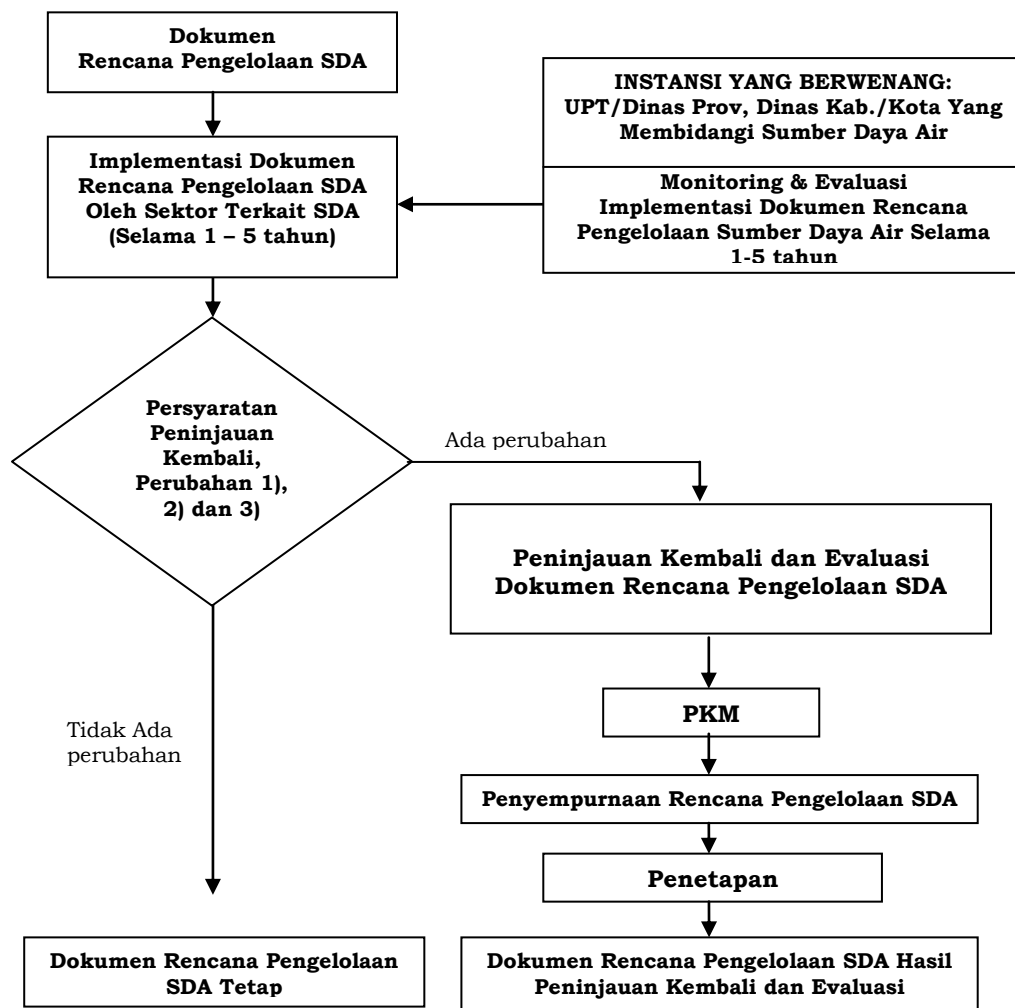 Dokumen
Rencana Pengelolaan SDA
INSTANSI YANG BERWENANG:
UPT/Dinas Prov, Dinas Kab./Kota Yang
Membidangi Sumber Daya Air
Implementasi Dokumen
Rencana Pengelolaan SDA
Oleh Sektor Terkait SDA
(Selama 1 – 5 tahun)
Monitoring & Evaluasi
Implementasi Dokumen Rencana
Pengelolaan Sumber Daya Air Selama
1-5 tahun
Persyaratan
Peninjauan
Kembali,
Perubahan 1),
2) dan 3)
Ada perubahan
Peninjauan Kembali dan Evaluasi
Dokumen Rencana Pengelolaan SDA
PKM
Tidak Ada
perubahan
Penyempurnaan Rencana Pengelolaan SDA
Penetapan
Dokumen Rencana Pengelolaan
SDA Tetap
Dokumen Rencana Pengelolaan SDA Hasil
Peninjauan Kembali dan Evaluasi